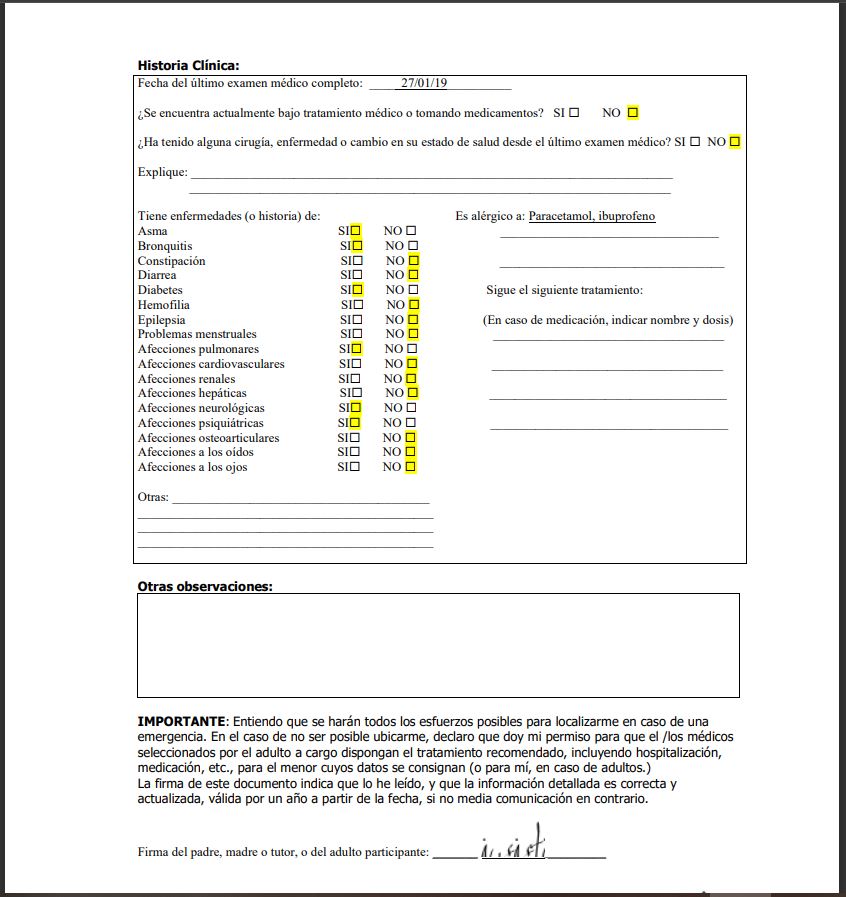 Historia Clínica:
Fecha del último examen médico completo: _____27/01/19__________
¿Se encuentra actualmente bajo tratamiento médico o tomando medicamentos? SI ☐ NO ☐
¿Ha tenido alguna cirugía, enfermedad o cambio en su estado de salud desde el último examen médico? SI ☐ NO ☐
Explique:
Tiene enfermedades (o historia) de:
Es alérgico a: Paracetamol, ibuprofeno
Asma SI☐ NO ☐
Bronquitis SI☐ NO ☐
Constipación SI☐ NO ☐
Diarrea SI☐ NO ☐
Diabetes SI☐ NO ☐
Sigue el siguiente tratamiento:
Hemofilia SI☐ NO ☐
Epilepsia SI☐ NO ☐
(En caso de medicación, indicar nombre y dosis)
Problemas menstruales SI☐ NO ☐
Afecciones pulmonares SI☐ NO ☐
Afecciones cardiovasculares SI☐ NO ☐
Afecciones renales SI☐ NO ☐
Afecciones hepáticas SI☐ NO ☐
Afecciones neurológicas SI☐ NO ☐
Afecciones psiquiátricas SI☐ NO ☐
Afecciones osteoarticulares SI☐ NO ☐
Afecciones a los oídos SI☐ NO ☐
Afecciones a los ojos SI☐ NO ☐
Otras:
Otras observaciones:
IMPORTANTE: Entiendo que se harán todos los esfuerzos posibles para localizarme en caso de una
emergencia. En el caso de no ser posible ubicarme, declaro que doy mi permiso para que el /los médicos
seleccionados por el adulto a cargo dispongan el tratamiento recomendado, incluyendo hospitalización,
medicación, etc., para el menor cuyos datos se consignan (o para mí, en caso de adultos.)
La firma de este documento indica que lo he leído, y que la información detallada es correcta y
actualizada, válida por un año a partir de la fecha, si no media comunicación en contrario.
Firma del padre, madre o tutor, o del adulto participante: